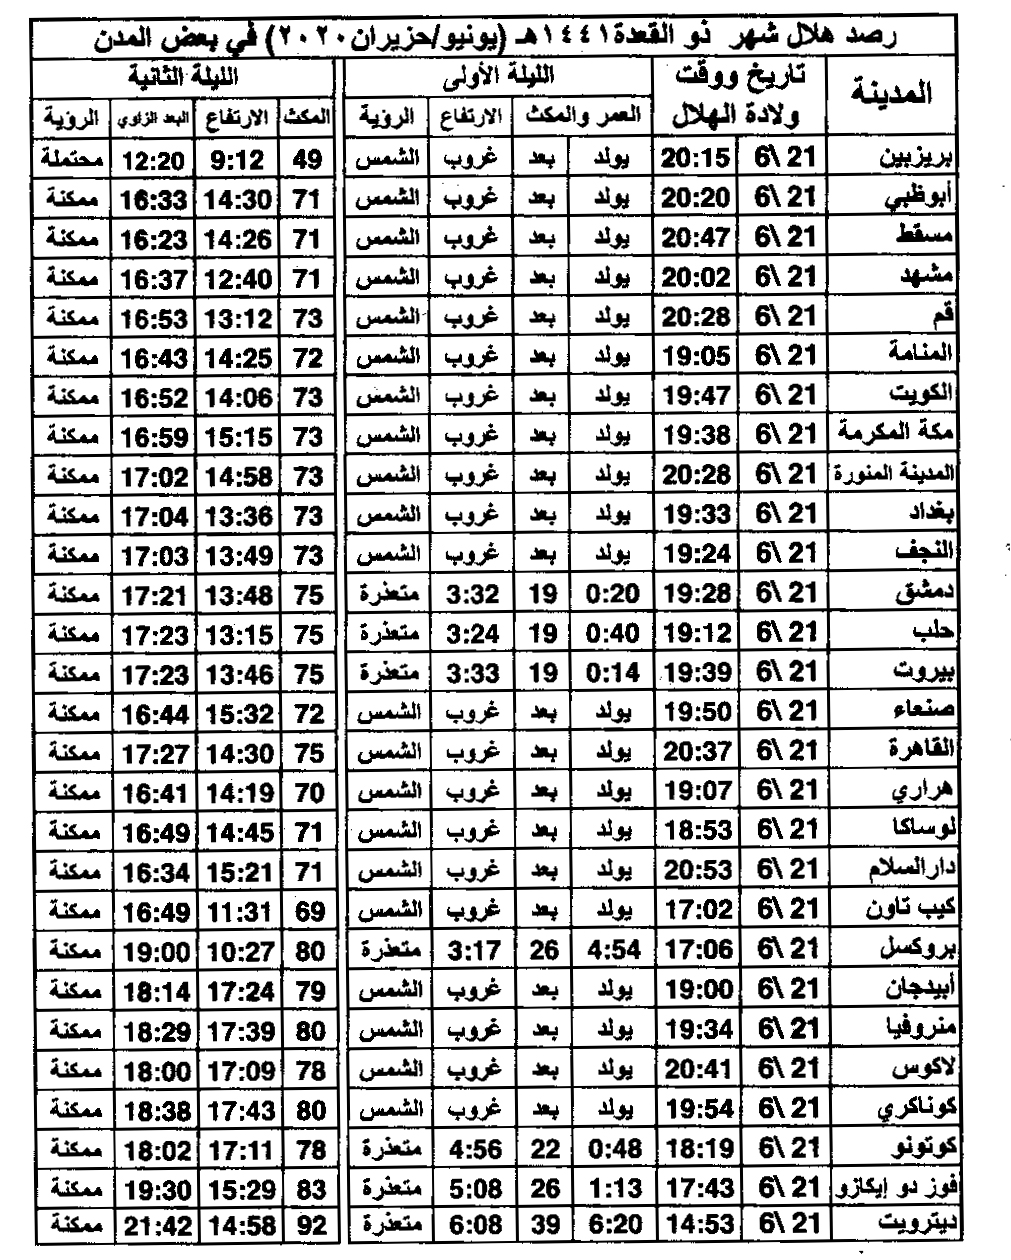 رصد هلال شهر ذو القعدة١٤٤١هـ (يونيو/حزيران٢٠٢٠) في بعض المدن
المدينة تاريخ ووقت ولادة الهلال الليلة الأولى الليلة الثانية
العمر والمكث الارتفاع الرؤية المكث الارتفاع البعد الزاوي الرؤية
بريزبين 21 \6 20:15 يولد بعد غروب الشمس 49 9:12 12:20 محتملة
أبوظبي 21 \6 20:20 يولد بعد غروب الشمس 71 14:30 16:33 ممكنة
مسقط 21 \6 20:47 يولد بعد غروب الشمس 71 14:26 16:23 ممكنة
مشهد 21 \6 20:02 يولد بعد غروب الشمس 71 12:40 16:37 ممكنة
قم 21 \6 20:28 يولد بعد غروب الشمس 73 13:12 16:53 ممكنة
المنامة 21 \6 19:05 يولد بعد غروب الشمس 72 14:25 16:43 ممكنة
الكويت 21 \6 19:47 يولد بعد غروب الشمس 73 14:06 16:52 ممكنة
مكة المكرمة 21 \6 19:38 يولد بعد غروب الشمس 73 15:15 16:59 ممكنة
المدينة المنورة 21 \6 20:28 يولد بعد غروب الشمس 73 14:58 17:02 ممكنة
بغداد 21 \6 19:33 يولد بعد غروب الشمس 73 13:36 17:04 ممكنة
النجف 21 \6 19:24 يولد بعد غروب الشمس 73 13:49 17:03 ممكنة
دمشق 21 \6 19:28 0:20 19 3:32 متعذرة 75 13:48 17:21 ممكنة
حلب 21 \6 19:12 0:40 19 3:24 متعذرة 75 13:15 17:23 ممكنة
بيروت 21 \6 19:39 0:14 19 3:33 متعذرة 75 13:46 17:23 ممكنة
صنعاء 21 \6 19:50 يولد بعد غروب الشمس 72 15:32 16:44 ممكنة
القاهرة 21 \6 20:37 يولد بعد غروب الشمس 75 14:30 17:27 ممكنة
هراري 21 \6 19:07 يولد بعد غروب الشمس 70 14:19 16:41 ممكنة
لوساكا 21 \6 18:53 يولد بعد غروب الشمس 71 14:45 16:49 ممكنة
دارالسلام 21 \6 20:53 يولد بعد غروب الشمس 71 15:21 16:34 ممكنة
كيب تاون 21 \6 17:02 يولد بعد غروب الشمس 69 11:31 16:49 ممكنة
بروكسل 21 \6 17:06 4:54 26 3:17 متعذرة 80 10:27 19:00 ممكنة
أبيدجان 21 \6 19:00 يولد بعد غروب الشمس 79 17:24 18:14 ممكنة
منروفيا 21 \6 19:34 يولد بعد غروب الشمس 80 17:39 18:29 ممكنة
لاكوس 21 \6 20:41 يولد بعد غروب الشمس 78 17:09 18:00 ممكنة
كوناكري 21 \6 19:54 يولد بعد غروب الشمس 80 17:43 18:38 ممكنة
كوتونو 21 \6 18:19 0:48 22 4:56 متعذرة 78 17:11 18:02 ممكنة
فوز دو إيكازو 21 \6 17:43 1:13 26 5:08 متعذرة 83 15:29 19:30 ممكنة
ديترويت 21 \6 14:53 6:20 39 6:08 متعذرة 92 14:58 21:42 ممكنة